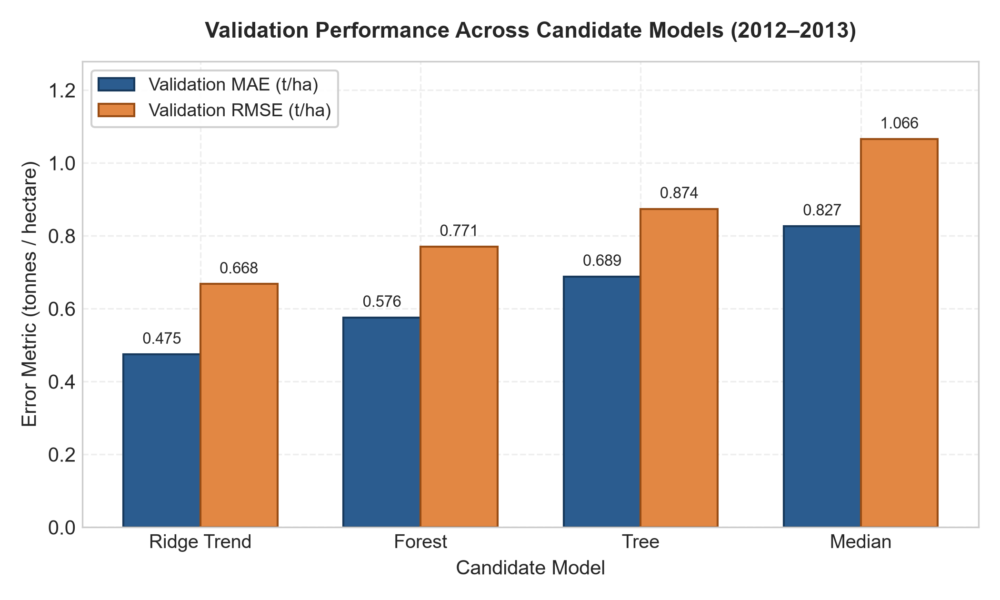 Validation Performance Across Candidate Models (2012–2013)
Validation MAE (t/ha)
Validation RMSE (t/ha)
Error Metric (tonnes / hectare)
1.2
1.0
0.8
0.6
0.4
0.2
0.0
0.475
0.668
0.576
0.771
0.689
0.874
0.827
1.066
Ridge Trend
Forest
Tree
Median
Candidate Model